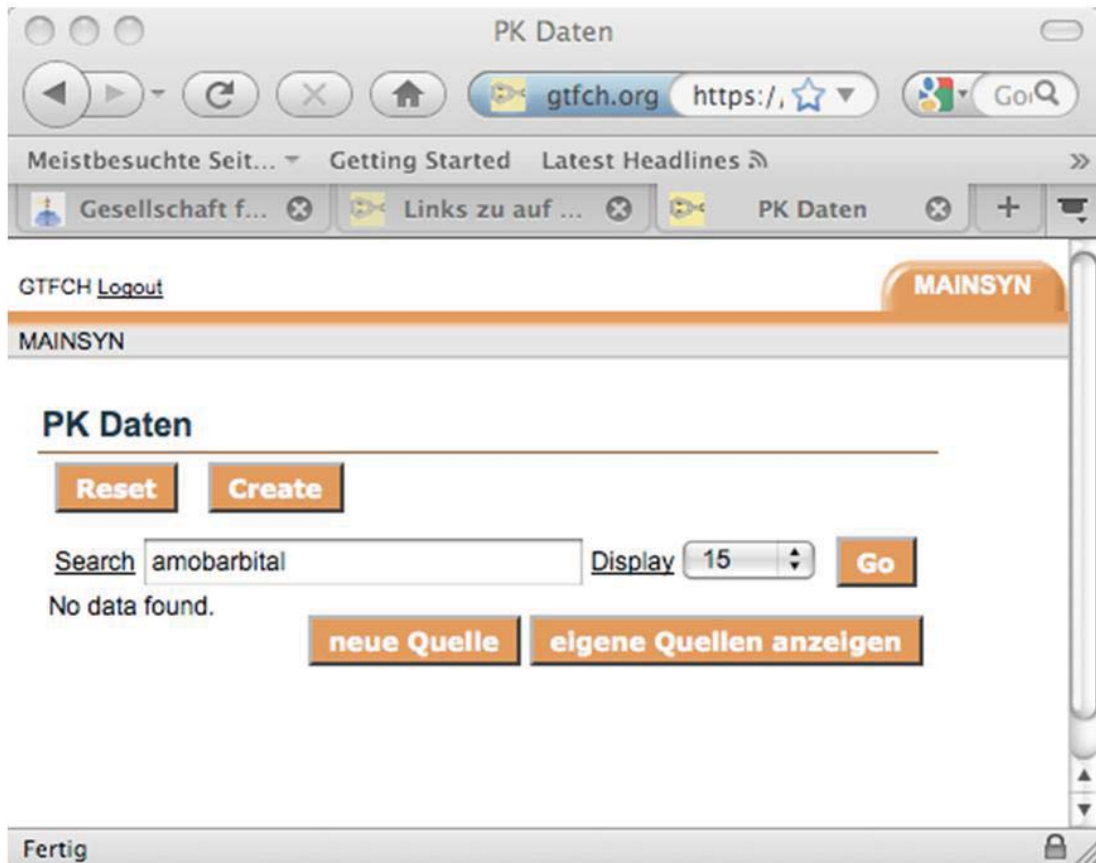 PK Daten
gtfch.org https:/
Meistbesuchte Seit... Getting Started Latest Headlines
Gesellschaft f... Links zu auf ... PK Daten
GTFCH Logout MAINSYN
MAINSYN
PK Daten
Reset Create
Search amobarbital Display 15 Go
No data found.
neue Quelle eigene Quellen anzeigen
Fertig